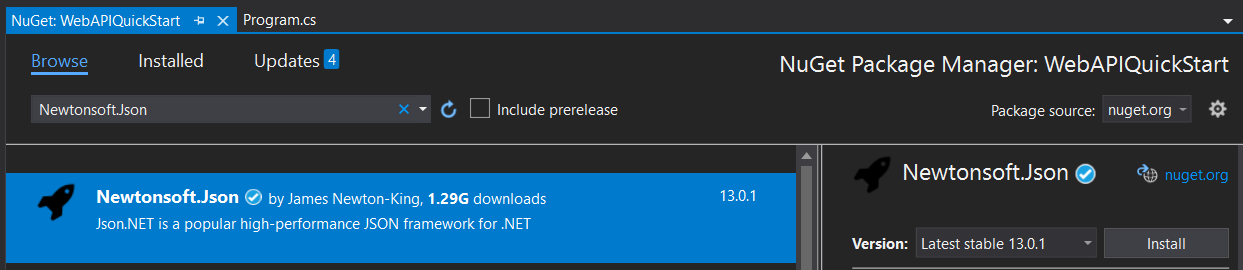 NuGet: WebAPIQuickStart Program.cs
Browse Installed Updates 4
NuGet Package Manager: WebAPIQuickStart
Newtonsoft.Json Include prerelease Package source: nuget.org
Newtonsoft.Json by James Newton-King, 1.29G downloads 13.0.1
Json.NET is a popular high-performance JSON framework for .NET
Newtonsoft.Json nuget.org
Version: Latest stable 13.0.1 Install